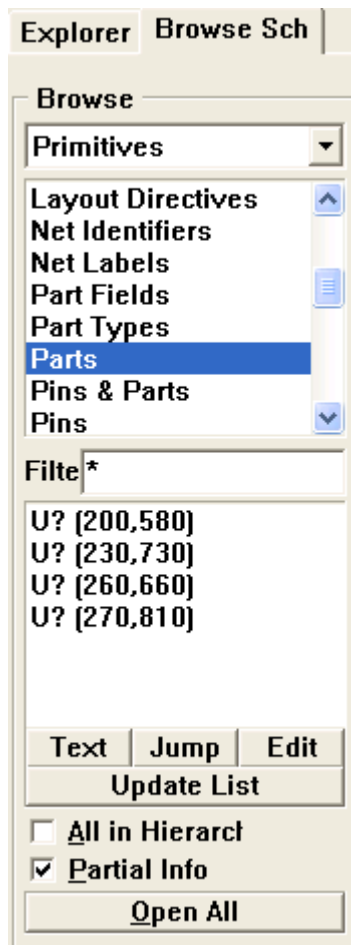 Explorer Browse Sch
Browse
Primitives
Layout Directives
Net Identifiers
Net Labels
Part Fields
Part Types
Parts
Pins & Parts
Pins
Filte *
U? (200,580)
U? (230,730)
U? (260,660)
U? (270,810)
Text Jump Edit
Update List
All in Hierarcl
Partial Info
Open All